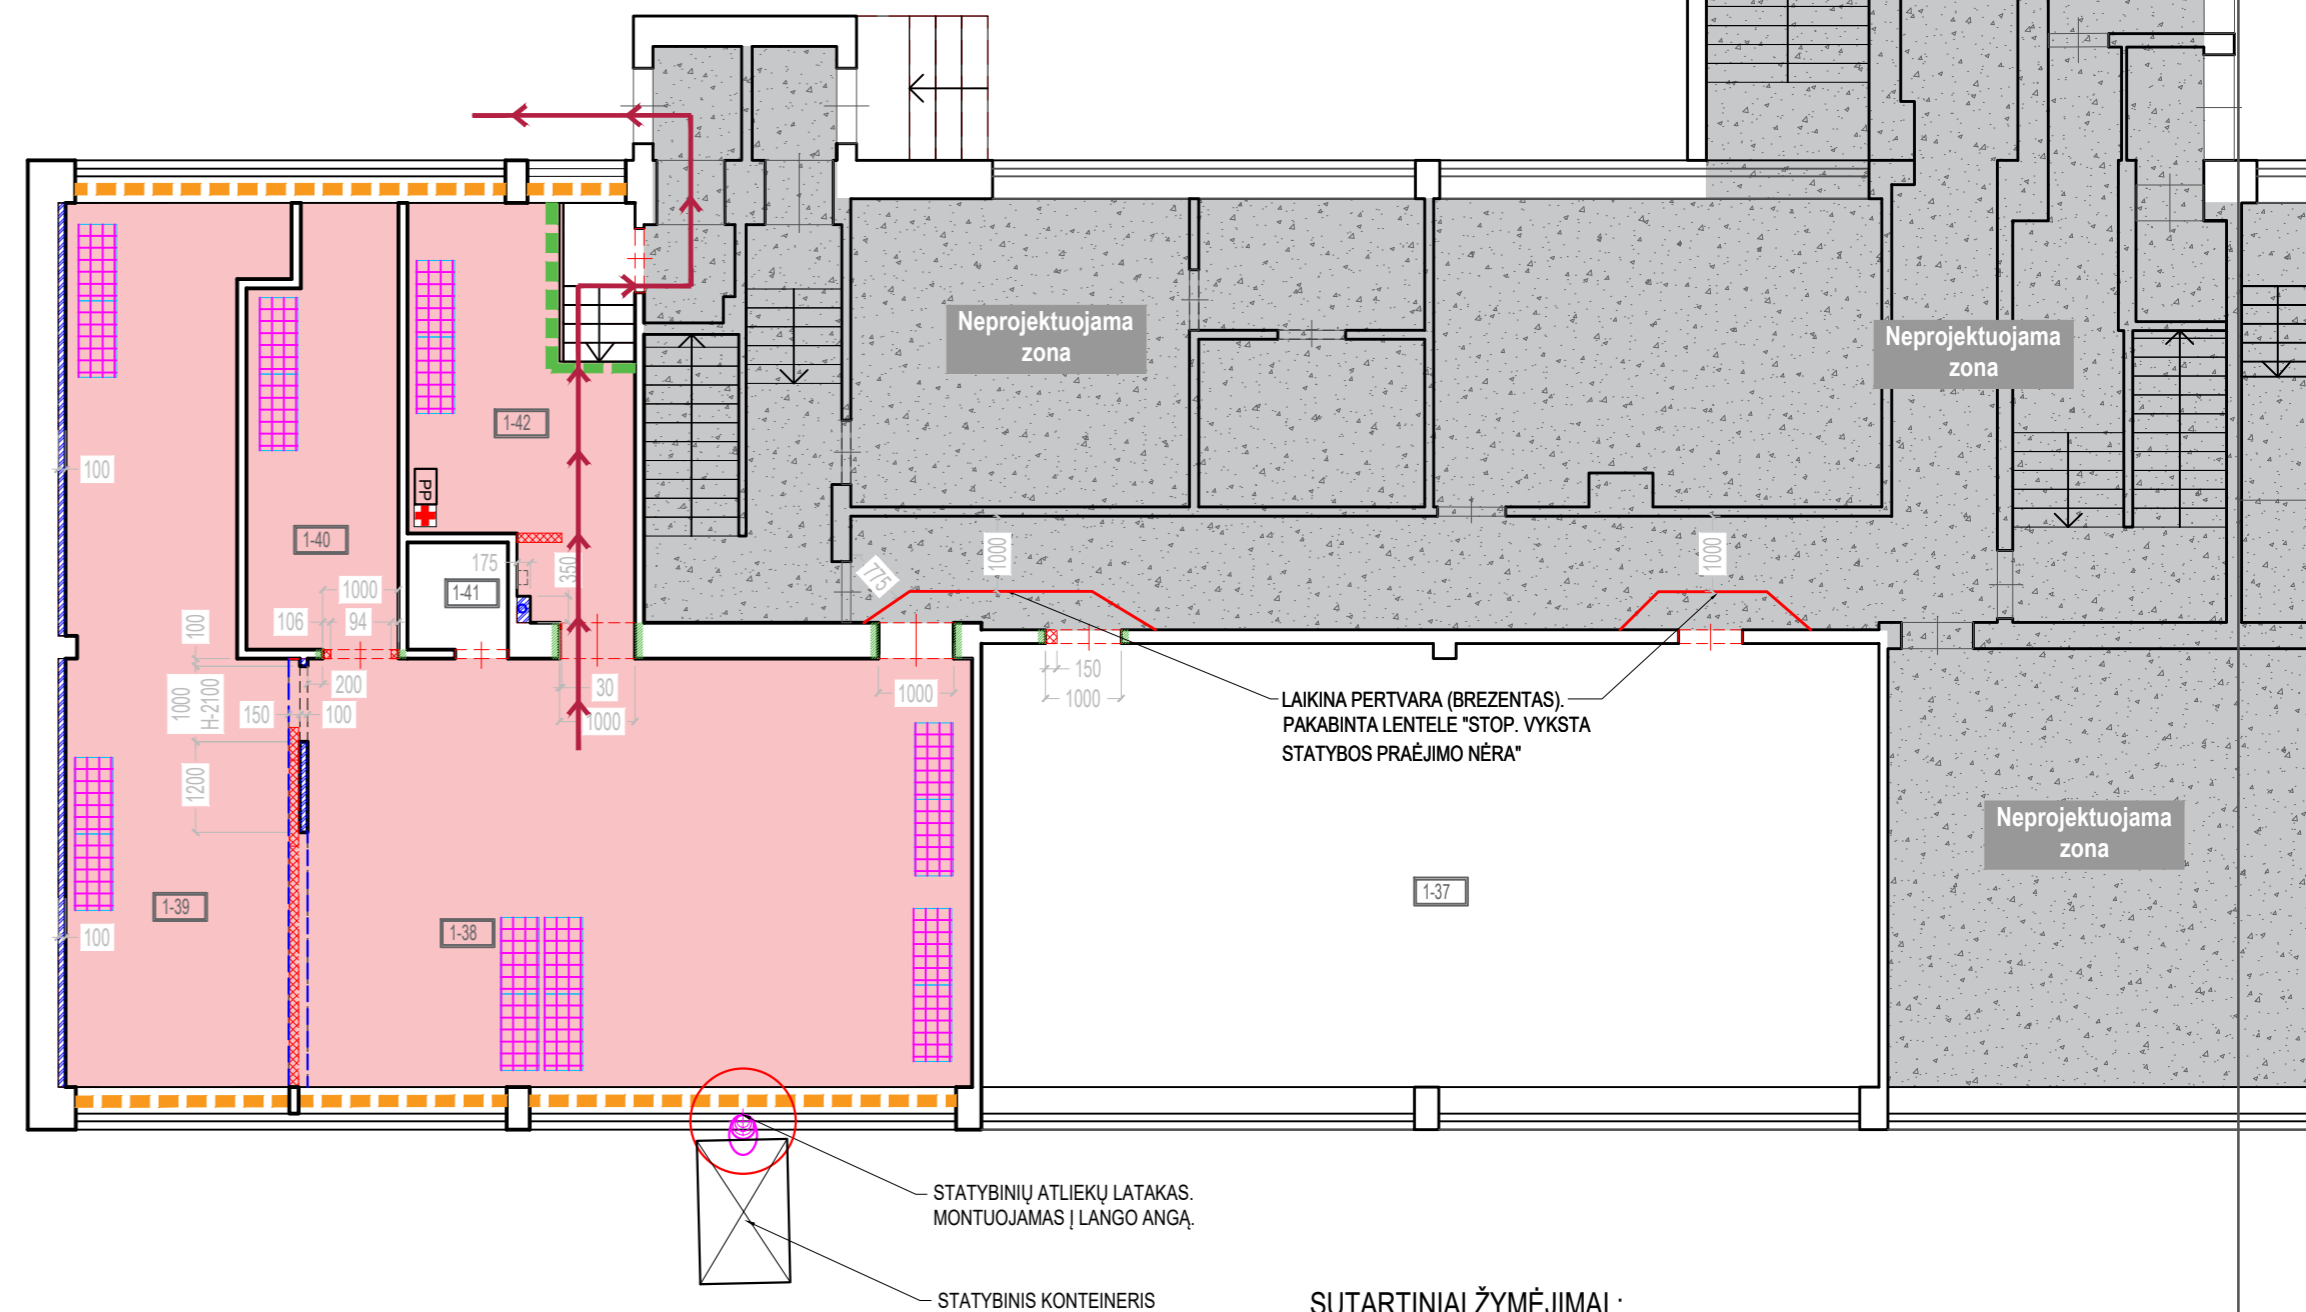 Neprojektuojama
zona
Neprojektuojama
zona
100
1-42
PP
1-40
175
350
1-41
1000
106
94
100
200
1000
H-2100
150
100
30
1000
1200
775
1000
1000
1000
150
1000
LAIKINA PERTVARA (BREZENTAS).
PAKABINTA LENTELE "STOP. VYKSTA
STATYBOS PRAĖJIMO NĖRA"
Neprojektuojama
zona
1-39
1-38
1-37
100
STATYBINIŲ ATLIEKŲ LATAKAS.
MONTUOJAMAS Į LANGO ANGĄ.
STATYBINIS KONTEINERIS
SUTARTINIAI ŽYMĖJIMAI :